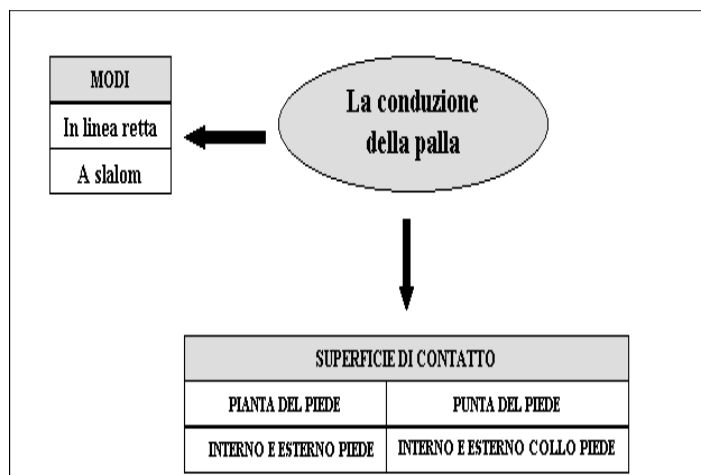 La conduzione
della palla
MODI
In linea retta
A slalom
SUPERFICIE DI CONTATTO
PIANTA DEL PIEDE
PUNTA DEL PIEDE
INTERNO E ESTERNO PIEDE
INTERNO E ESTERNO COLLO PIEDE